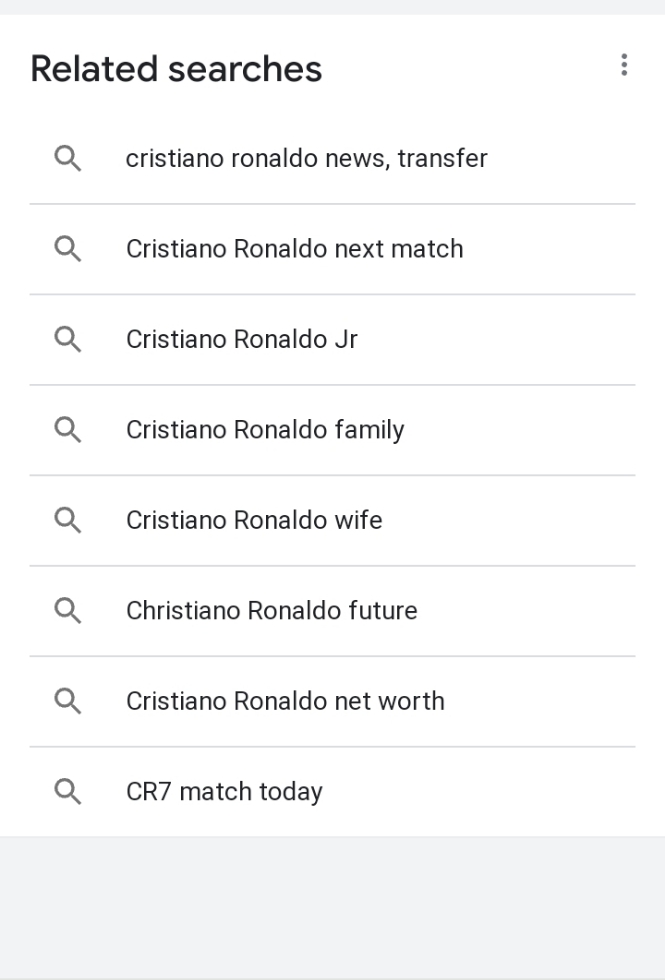 Related searches
cristiano ronaldo news, transfer
Cristiano Ronaldo next match
Cristiano Ronaldo Jr
Cristiano Ronaldo family
Cristiano Ronaldo wife
Christiano Ronaldo future
Cristiano Ronaldo net worth
CR7 match today